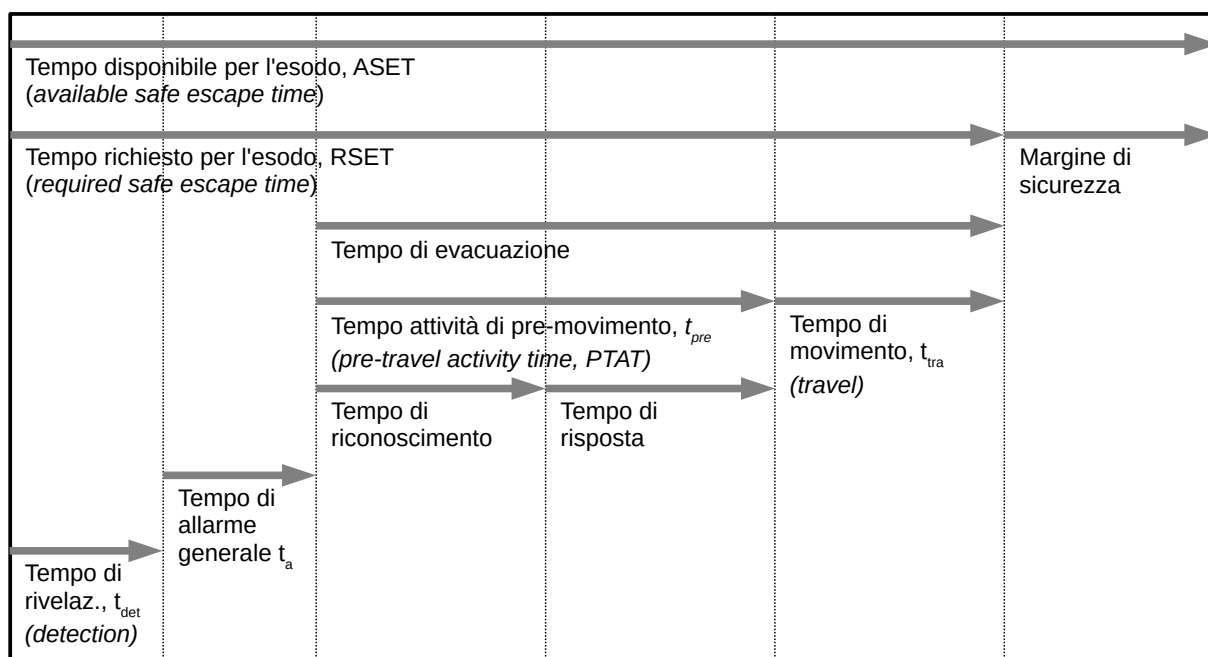 Tempo disponibile per l'esodo, ASET
(available safe escape time)
Tempo richiesto per l'esodo, RSET
(required safe escape time)
Margine di
sicurezza
Tempo di evacuazione
Tempo attività di pre-movimento, tpre
(pre-travel activity time, PTAT)
Tempo di
movimento, ttra
(travel)
Tempo di
riconoscimento
Tempo di
risposta
Tempo di
allarme
generale ta
Tempo di
rivelaz., tdet
(detection)